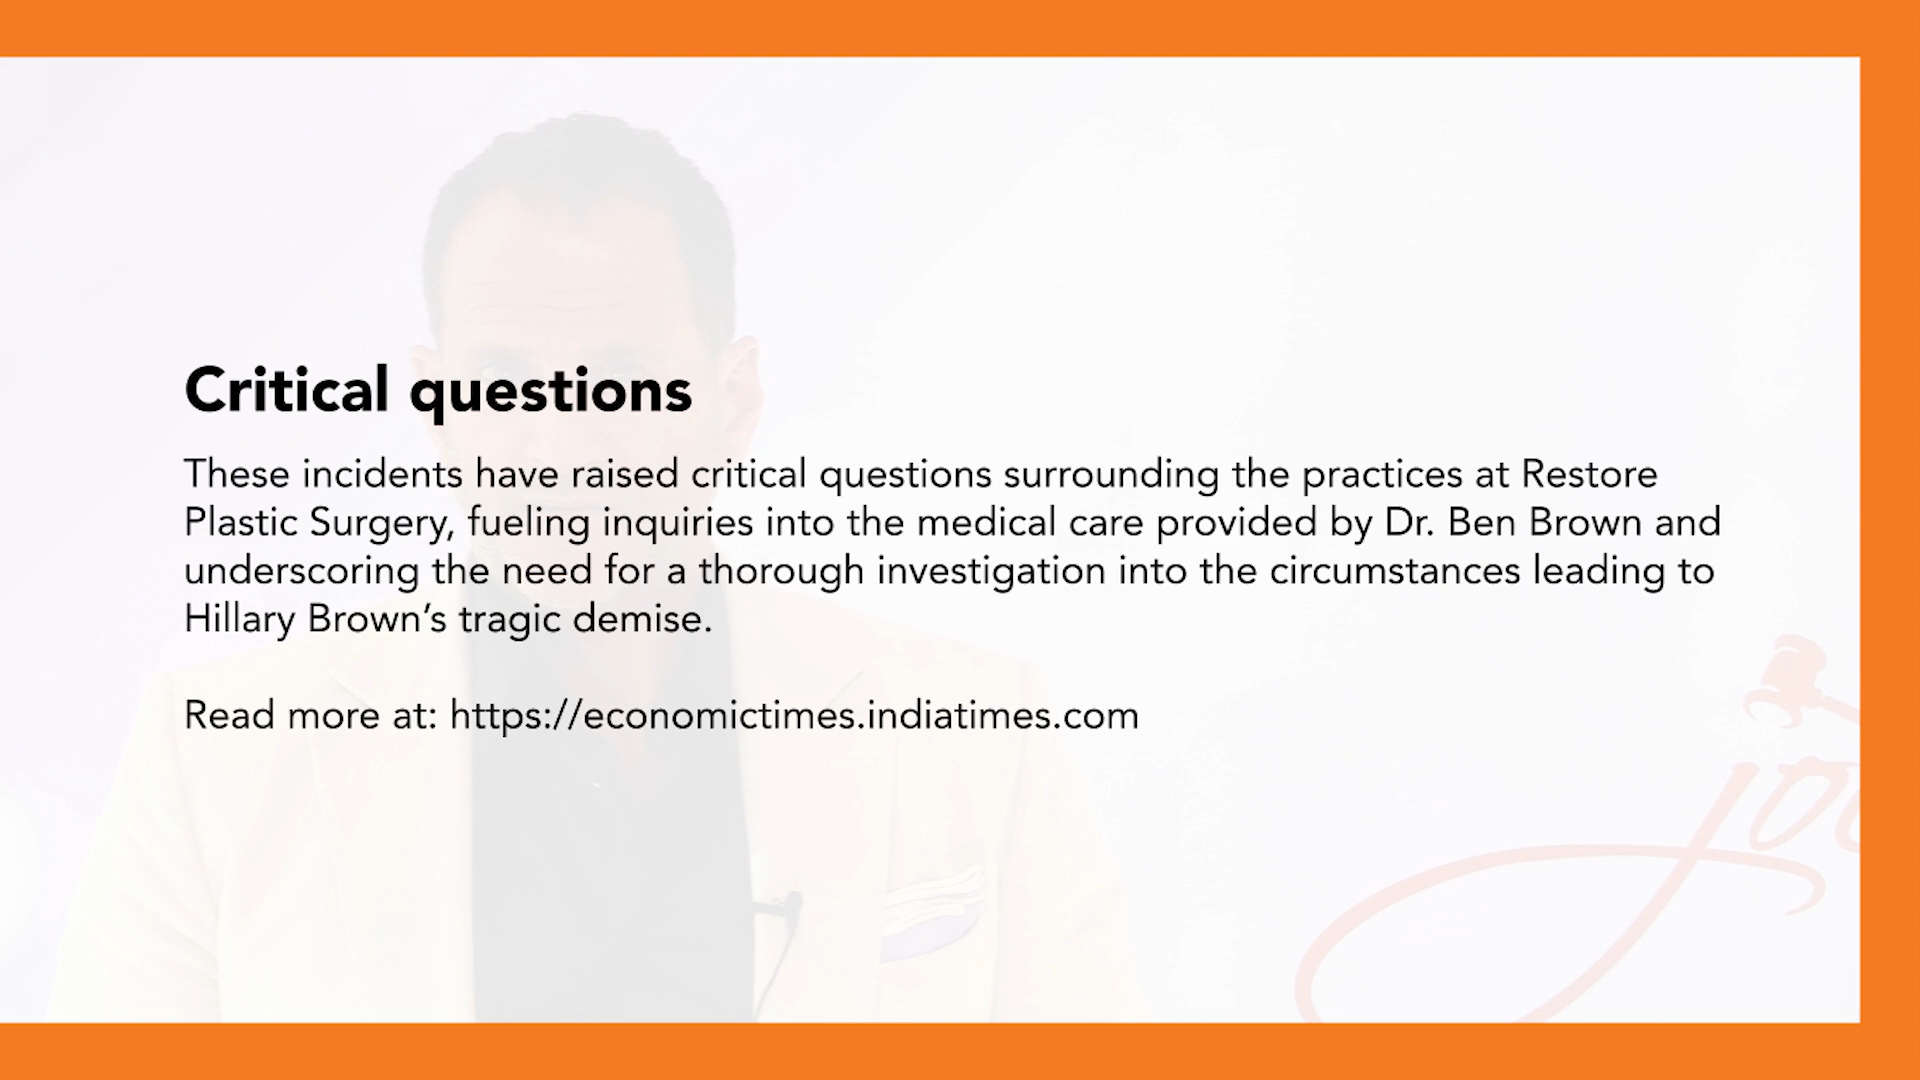 Critical questions
These incidents have raised critical questions surrounding the practices at Restore
Plastic Surgery, fueling inquiries into the medical care provided by Dr. Ben Brown and
underscoring the need for a thorough investigation into the circumstances leading to
Hillary Brown’s tragic demise.
Read more at: https://economictimes.indiatimes.com